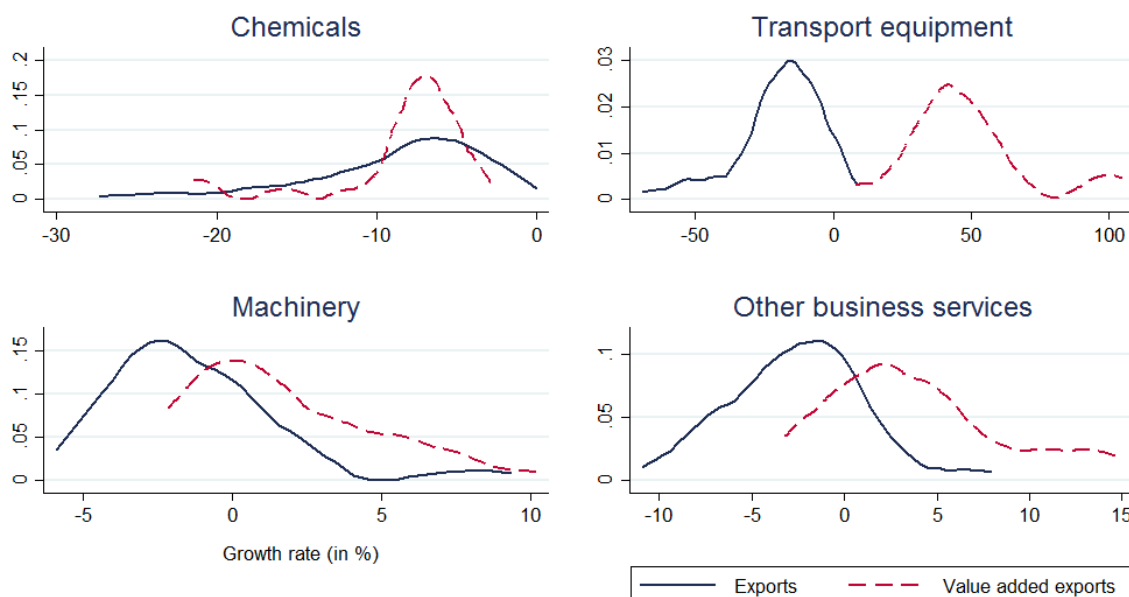 Chemicals
.2
.15
.1
.05
0
-30 -20 -10 0
Transport equipment
.03
.02
.01
0
-50 0 50 100
Machinery
.15
.1
.05
0
-5 0 5 10
Growth rate (in %)
Other business services
.1
.05
0
-10 -5 0 5 10 15
Exports Value added exports